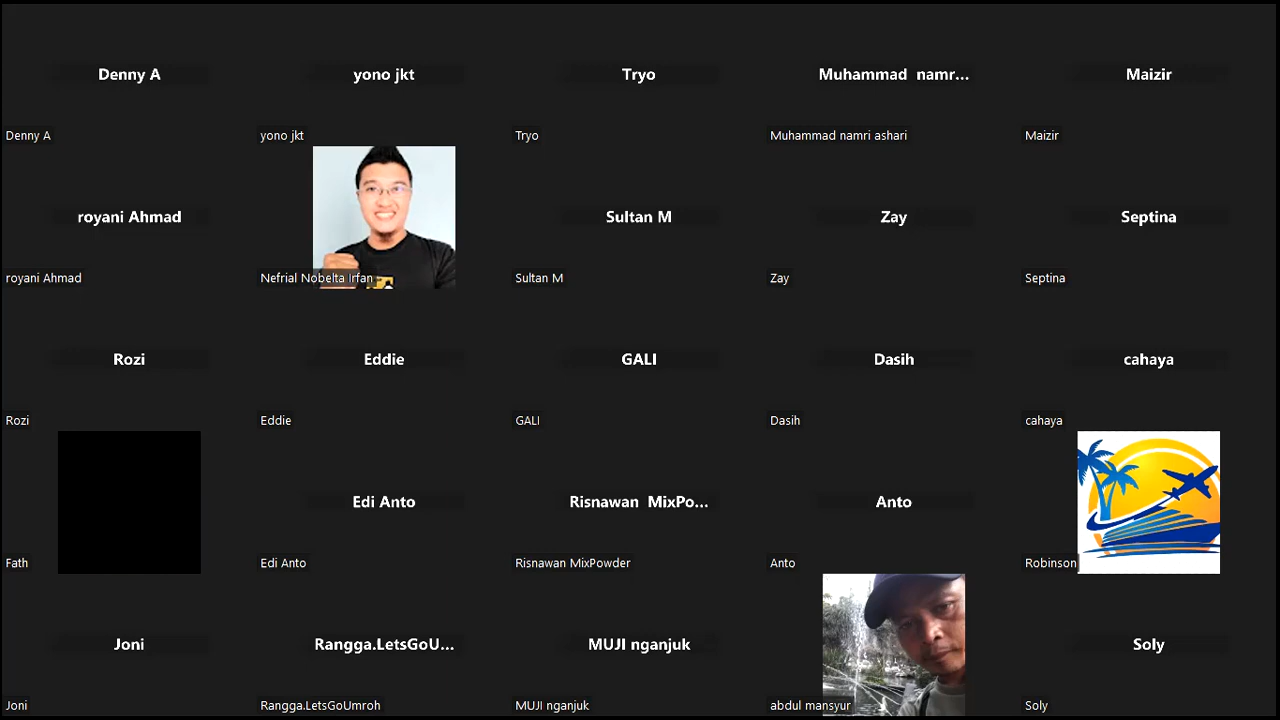 Denny A
yono jkt
Tryo
Muhammad namr...
Maizir
Denny A
yono jkt
Tryo
Muhammad namri ashari
Maizir
royani Ahmad
Sultan M
Zay
Septina
royani Ahmad
Nefrial Nobelta Irfan
Sultan M
Zay
Septina
Rozi
Eddie
GALI
Dasih
cahaya
Rozi
Eddie
GALI
Dasih
cahaya
Edi Anto
Risnawan MixPo...
Anto
Fath
Edi Anto
Risnawan MixPowder
Anto
Robinson
Joni
Rangga.LetsGoU...
MUJI nganjuk
Soly
Joni
Rangga.LetsGoUmroh
MUJI nganjuk
abdul mansyur
Soly